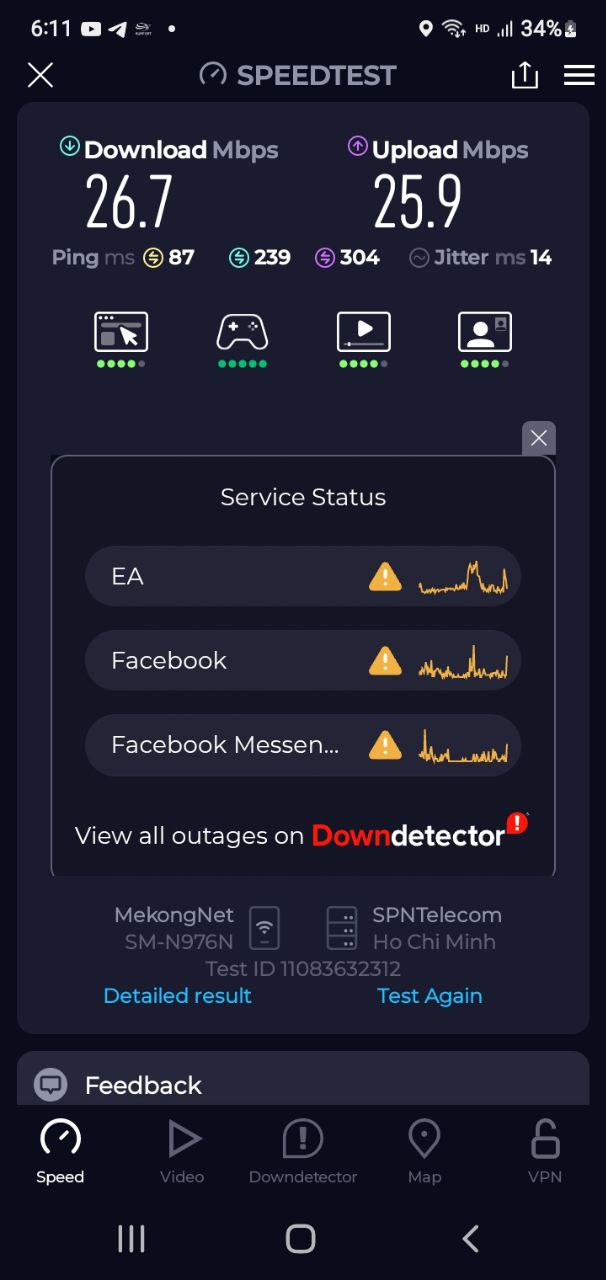 6:11 HD 34%
SPEEDTEST
Download Mbps Upload Mbps
26.7 25.9
Ping ms 87 239 304 Jitter ms 14
Service Status
EA
Facebook
Facebook Messen...
View all outages on Downdetector
MekongNet SPNTelecom
SM-N976N Ho Chi Minh
Test ID 11083632312
Detailed result Test Again
Feedback
Speed Video Downdetector Map VPN